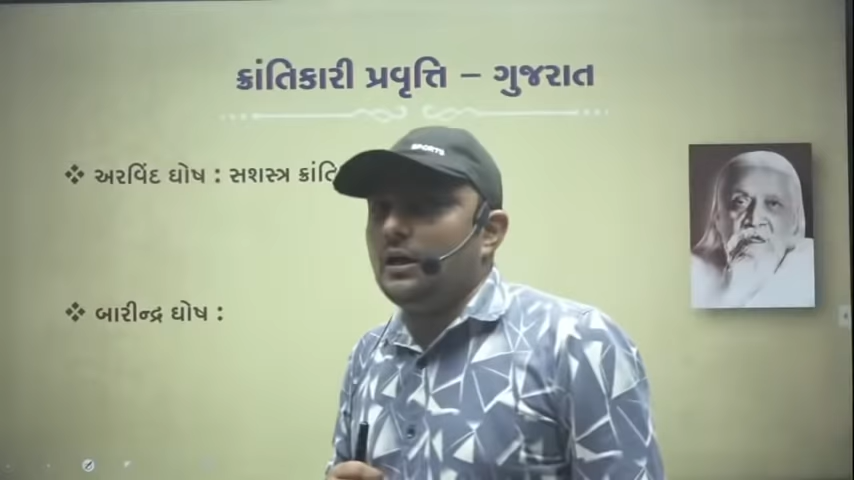 ક્રાંતિકારી પ્રવૃત્તિ – ગુજરાત
❖ અરવિંદ ઘોષ : સશસ્ત્ર
SPORTS
❖ બારીન્દ્ર ઘોષ :